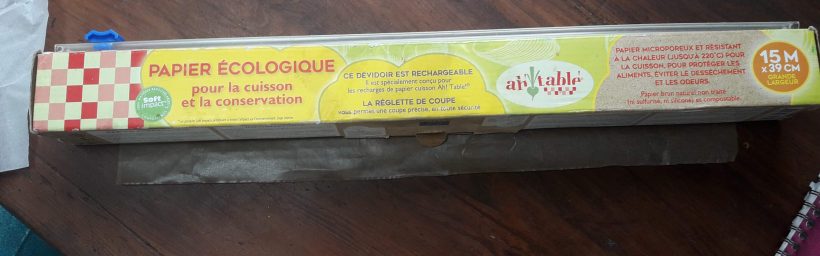 PAPIER ÉCOLOGIQUE
pour la cuisson
et la conservation
soft
impact
CE DÉVIDOIR EST RECHARGEABLE
Il est spécialement conçu pour
les recharges de papier cuisson Ah! Table!
LA RÉGLETTE DE COUPE
vous permet une coupe précise, en toute sécurité
ah table!
PAPIER MICROPOREUX ET RÉSISTANT
A LA CHALEUR (JUSQU'À 220°C) POUR
LA CUISSON, POUR PROTÉGER LES
ALIMENTS, ÉVITER LE DESSÈCHEMENT
ET LES ODEURS.
Papier brun naturel non traité
(ni sulfurisé, ni siliconé) compostable.
15 M
x 39 CM
GRANDE
LARGEUR